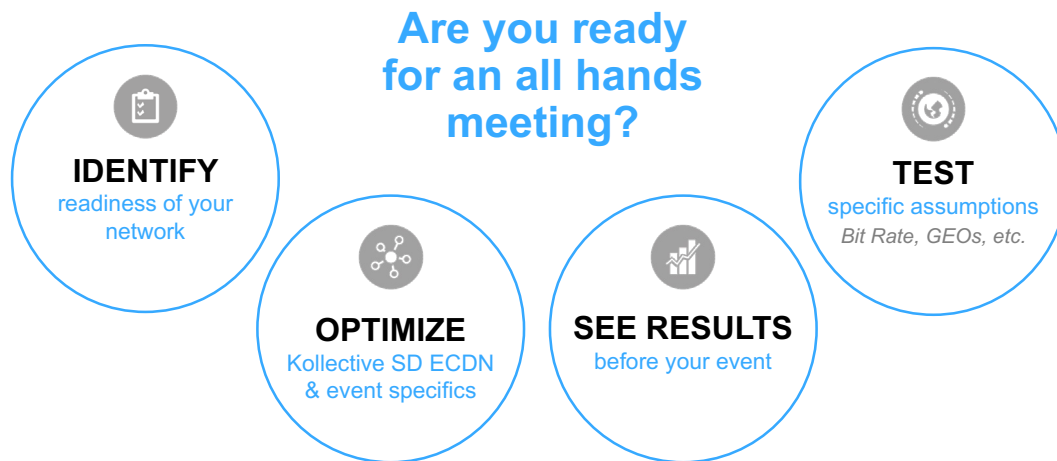 Are you ready
for an all hands
meeting?
IDENTIFY
readiness of your
network
OPTIMIZE
Kollective SD ECDN
& event specifics
SEE RESULTS
before your event
TEST
specific assumptions
Bit Rate, GEOs, etc.